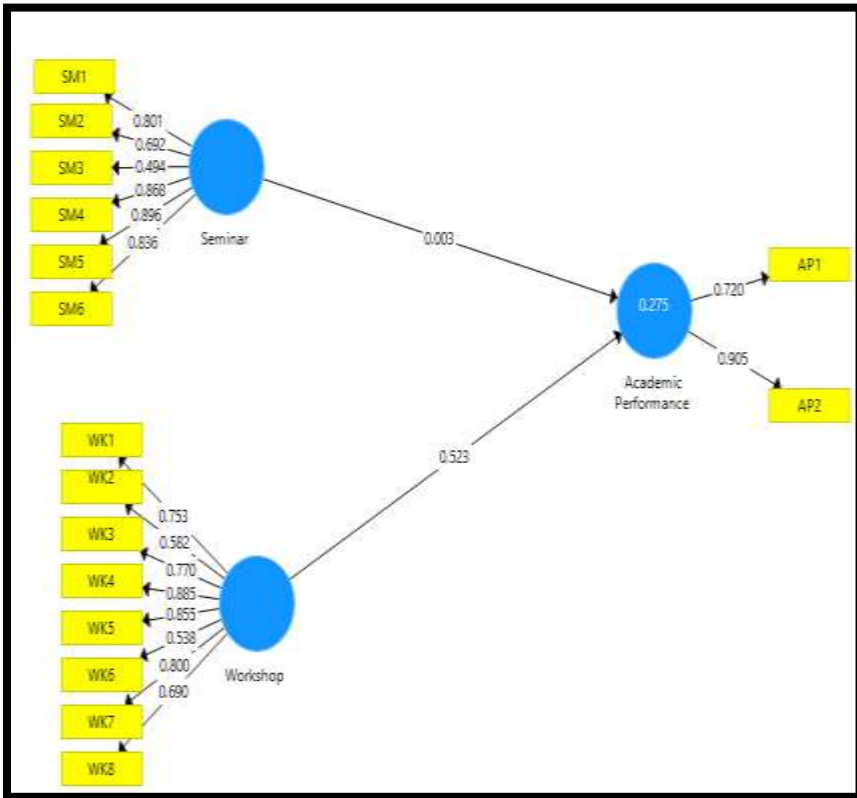 SM1
SM2
SM3
SM4
SM5
SM6
0.801
0.692
0.494
0.868
0.896
0.836
Seminar
0.003
0.275
Academic
Performance
0.720
0.905
AP1
AP2
0.523
WK1
WK2
WK3
WK4
WK5
WK6
WK7
WK8
0.753
0.582
0.770
0.885
0.855
0.538
0.800
0.690
Workshop